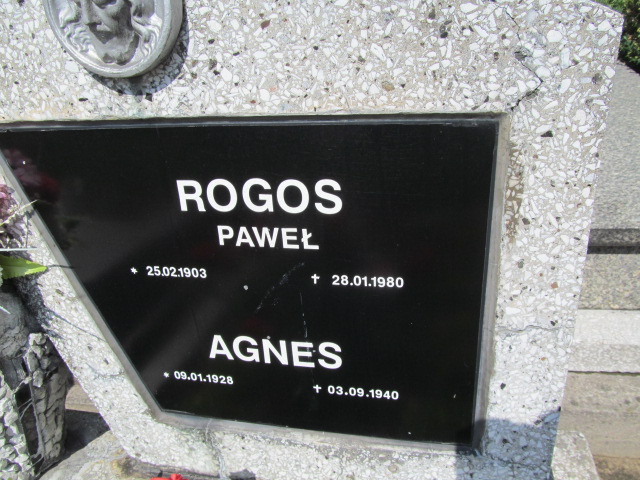 ROGOS
PAWEŁ
* 25.02.1903 † 28.01.1980
AGNES
* 09.01.1928 † 03.09.1940